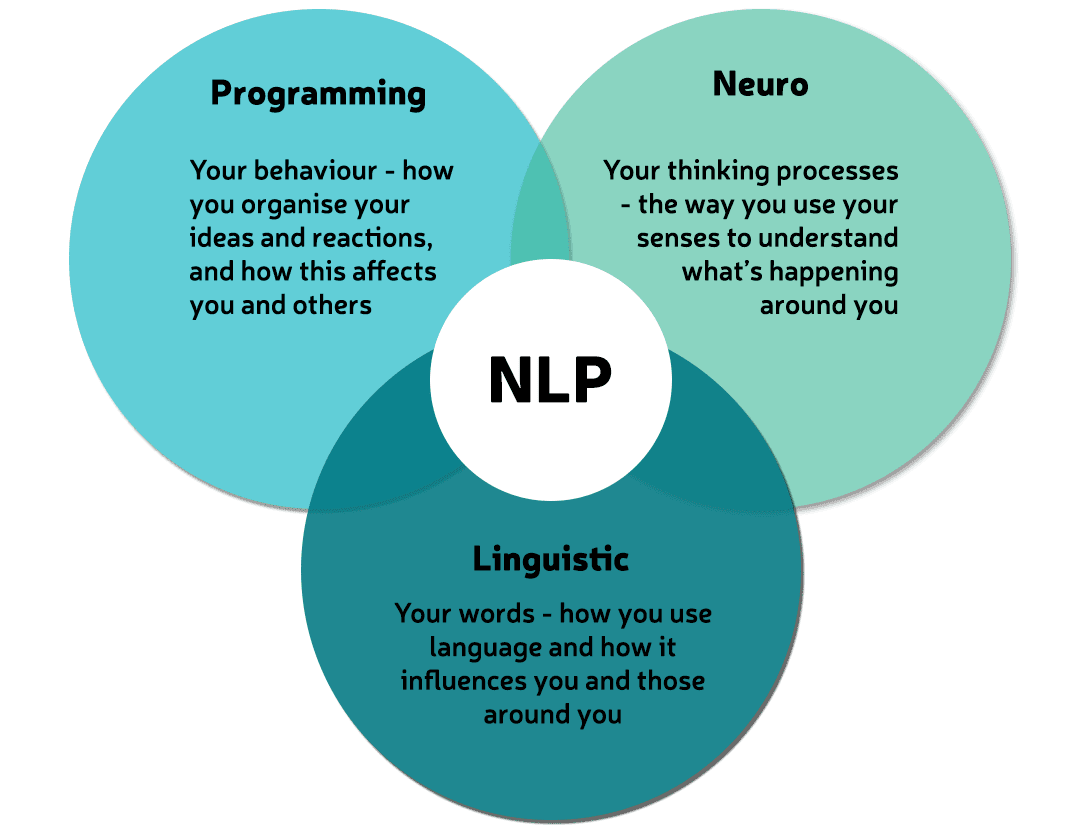 Programming
Your behaviour - how
you organise your
ideas and reactions,
and how this affects
you and others
Neuro
Your thinking processes
- the way you use your
senses to understand
what's happening
around you
NLP
Linguistic
Your words - how you use
language and how it
influences you and those
around you